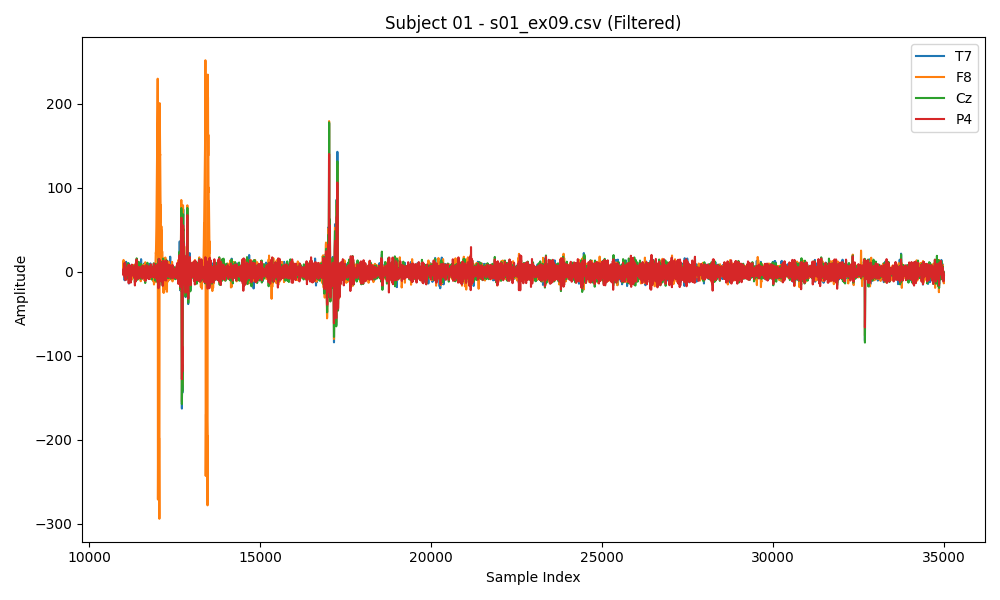 Subject 01 - s01_ex09.csv (Filtered)
T7
F8
Cz
P4
Amplitude
200
100
0
−100
−200
−300
10000 15000 20000 25000 30000 35000
Sample Index